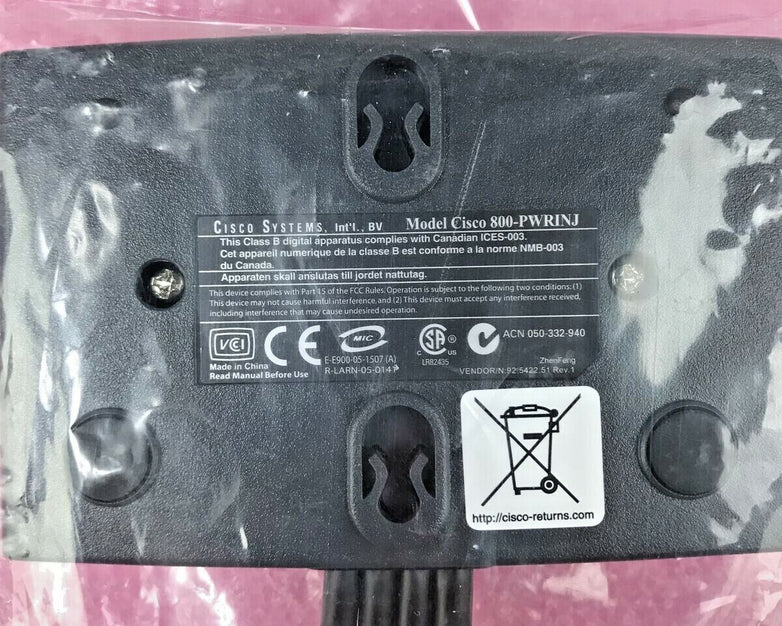 CISCO SYSTEMS, Int'l., BV Model Cisco 800-PWRINJ
This Class B digital apparatus complies with Canadian ICES-003.
Cet appareil numerique de la classe B est conforme a la norme NMB-003
du Canada.
Apparaten skall anslutas till jordet nattutag.
This device complies with Part 15 of the FCC Rules. Operation is subject to the following two conditions: (1)
This device may not cause harmful interference, and (2) This device must accept any interference received,
including interference that may cause undesired operation.
VCCI CE MIC SA C US ACN 050-332-940
E-E900-05-1507 (A) LR82435 ZhenFeng
Made in China R-LARN-05-0147 VENDOR/N:92.5422.51 Rev.1
Read Manual Before Use
http://cisco-returns.com